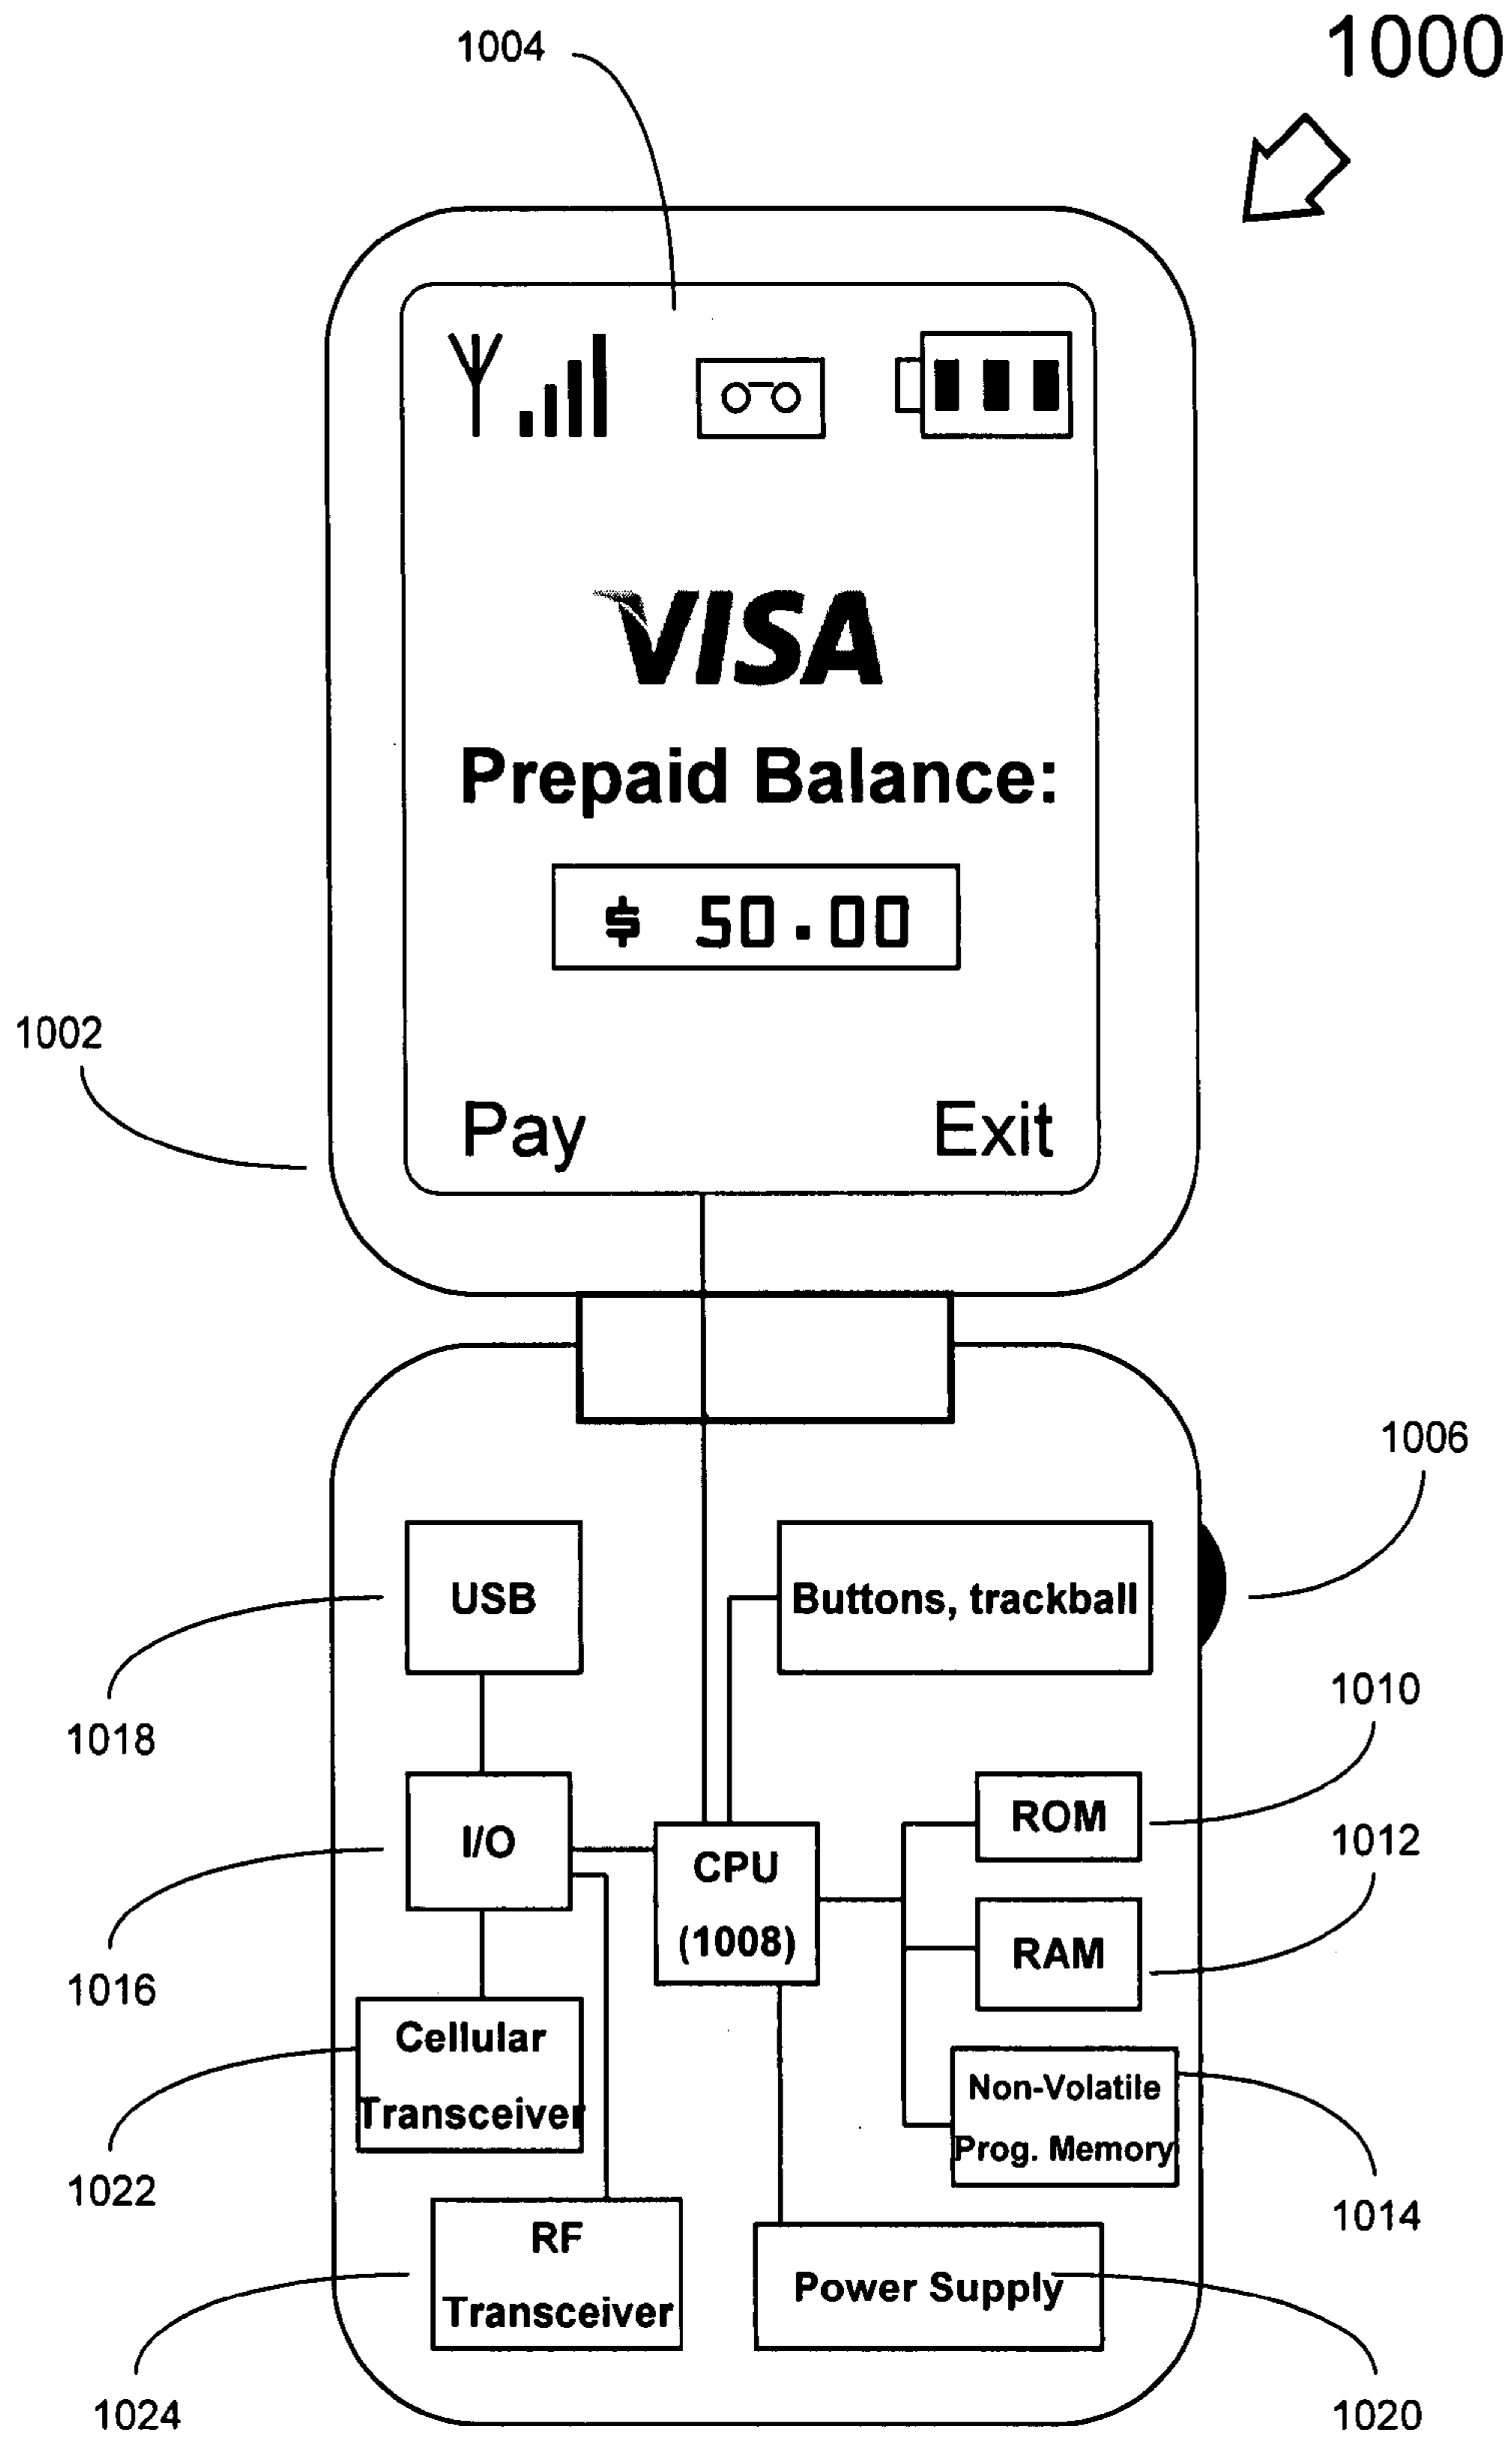 1000
1004
VISA
Prepaid Balance:
$ 50.00
1002
Pay Exit
1006
USB
Buttons, trackball
1018
1010
ROM
I/O
CPU
(1008)
1012
RAM
1016
Cellular
Transceiver
Non-Volatile
Prog. Memory
1022
1014
RF
Transceiver
Power Supply
1024
1020